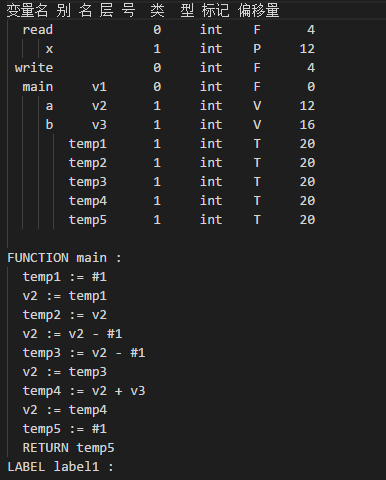 变量名 别 名 层 号 类 型 标记 偏移量
read 0 int F 4
x 1 int P 12
write 0 int F 4
main v1 0 int F 0
a v2 1 int V 12
b v3 1 int V 16
temp1 1 int T 20
temp2 1 int T 20
temp3 1 int T 20
temp4 1 int T 20
temp5 1 int T 20
FUNCTION main :
temp1 := #1
v2 := temp1
temp2 := v2
v2 := v2 - #1
temp3 := v2 - #1
v2 := temp3
temp4 := v2 + v3
v2 := temp4
temp5 := #1
RETURN temp5
LABEL label1 :